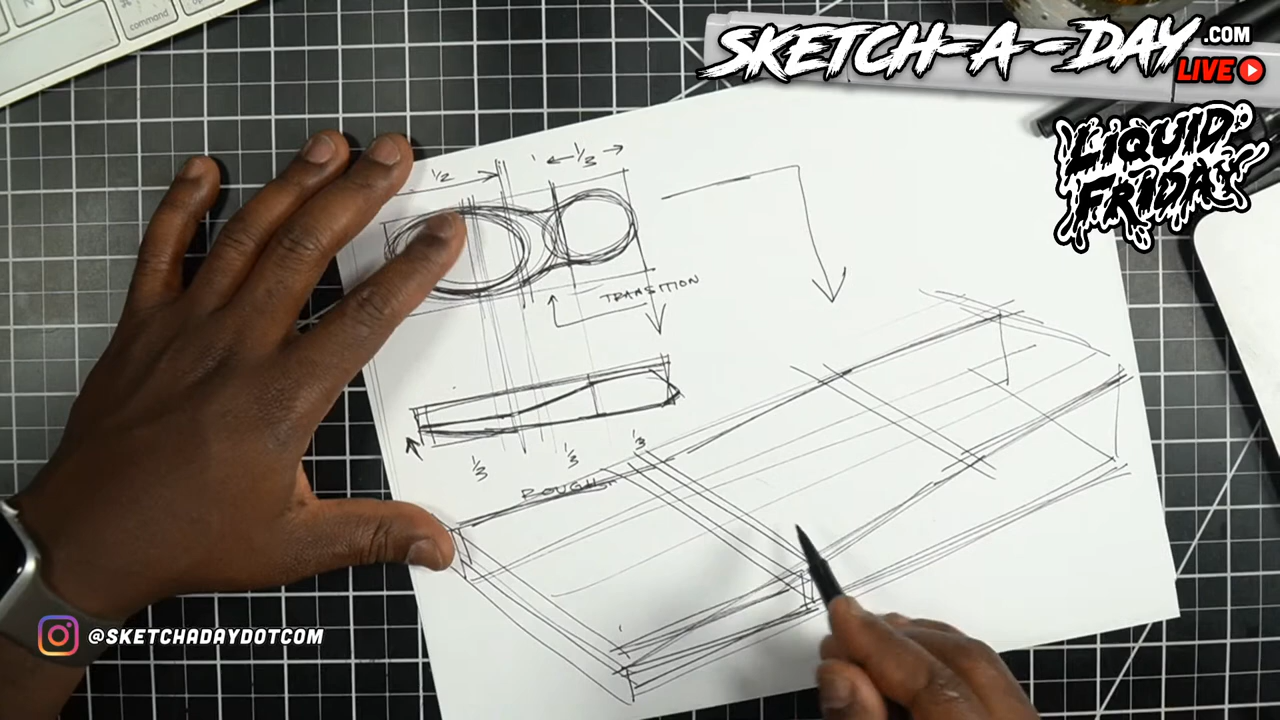 command
SKETCH-A-DAY.COM
LIVE
LIQUID
FRIDAY
1/2
1/3
TRANSITION
1/3
1/3
1/3
ROUGH
@SKETCHADAYDOTCOM